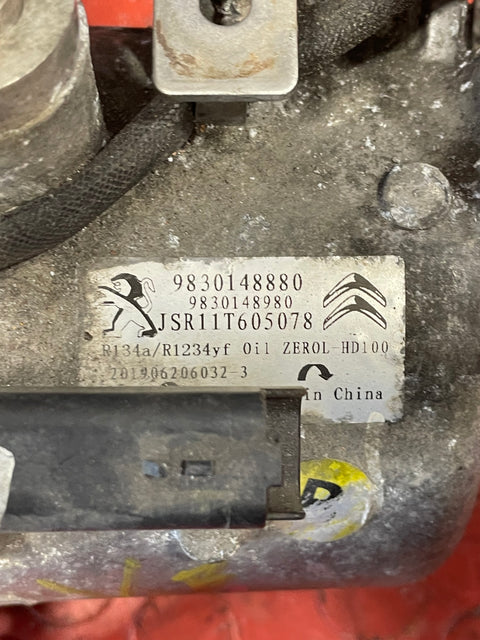 9830148880
9830148980
JSR11T605078
R134a/R1234yf Oil ZEROL-HD100
201906206032-3
in China